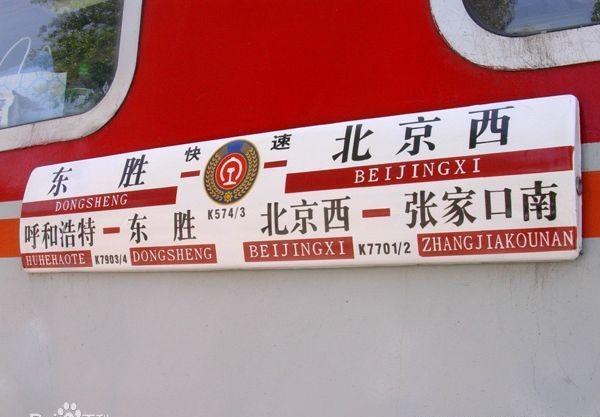 东胜 快速 北京西
DONGSHENG K574/3 BEIJINGXI
呼和浩特 — 东胜 北京西 — 张家口南
HUHEHAOTE K7903/4 DONGSHENG BEIJINGXI K7701/2 ZHANGJIAKOUNAN